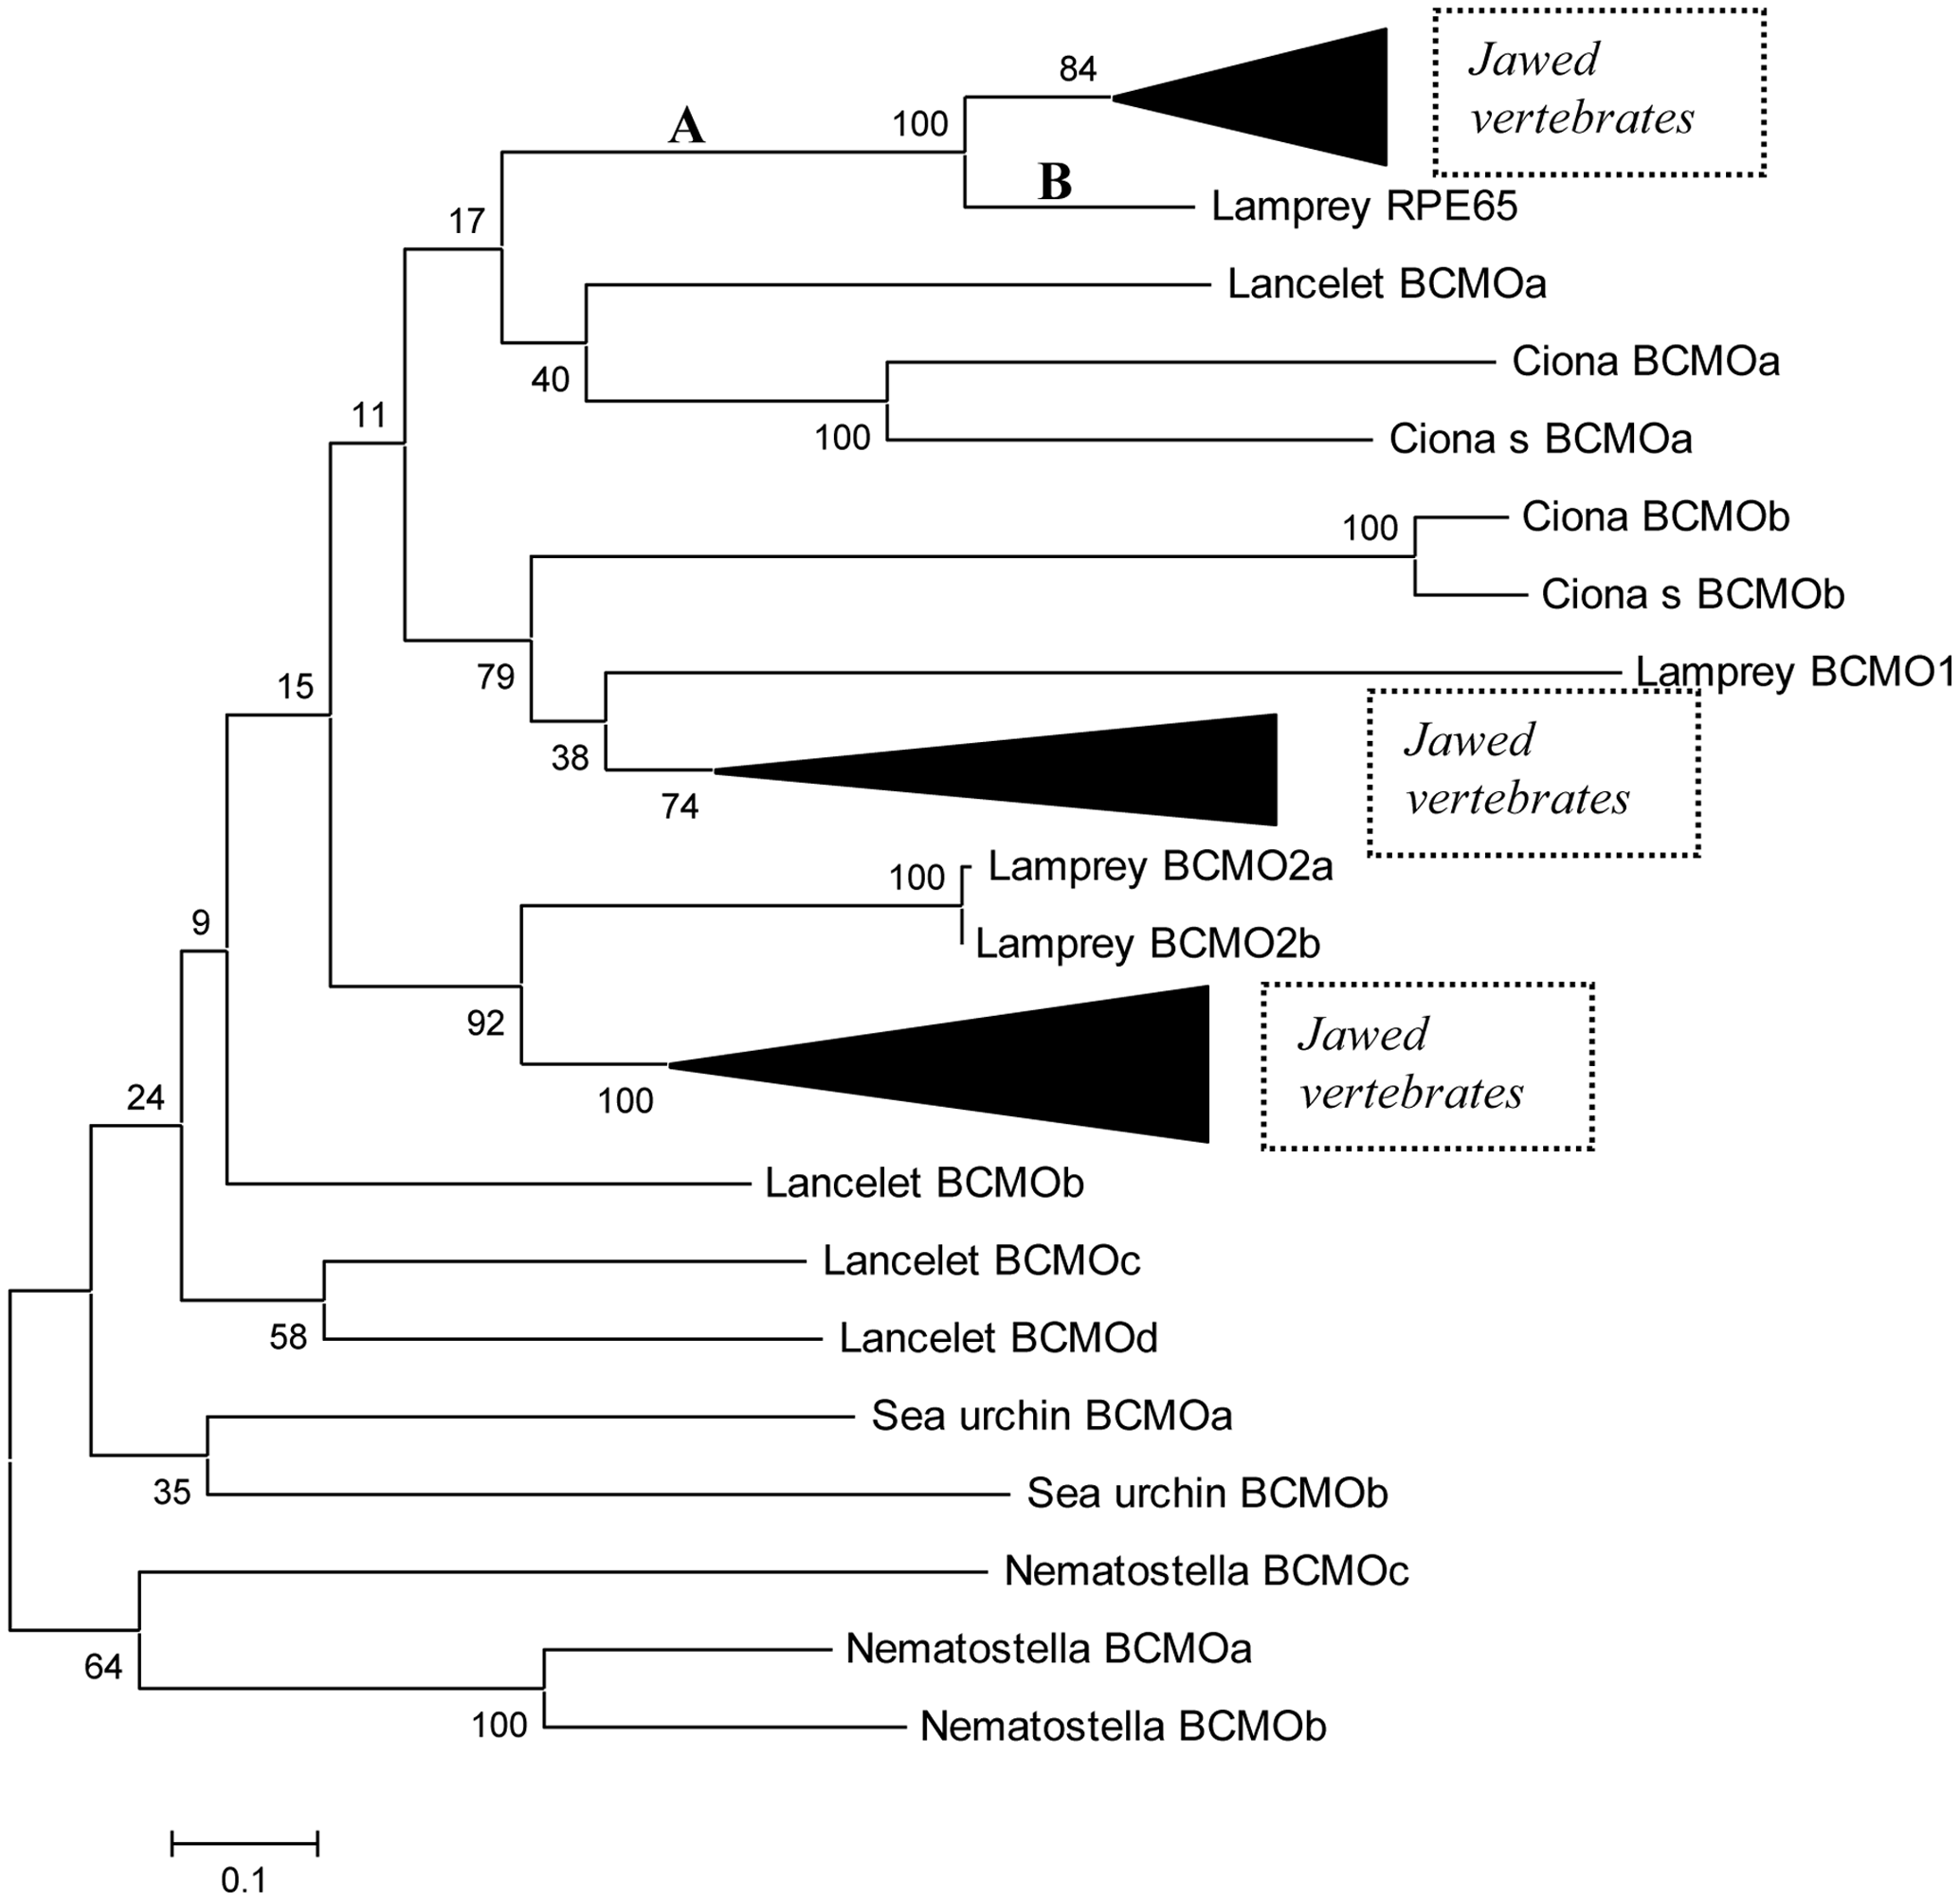 84
Jawed
vertebrates
A
100
B
Lamprey RPE65
17
Lancelet BCMOa
Ciona BCMOa
40
11
100
Ciona s BCMOa
Ciona BCMOb
100
Ciona s BCMOb
79
Lamprey BCMO1
15
Jawed
vertebrates
38
74
Lamprey BCMO2a
100
9
Lamprey BCMO2b
92
Jawed
vertebrates
100
24
Lancelet BCMOb
Lancelet BCMOc
58
Lancelet BCMOd
Sea urchin BCMOa
35
Sea urchin BCMOb
Nematostella BCMOc
64
Nematostella BCMOa
100
Nematostella BCMOb
0.1